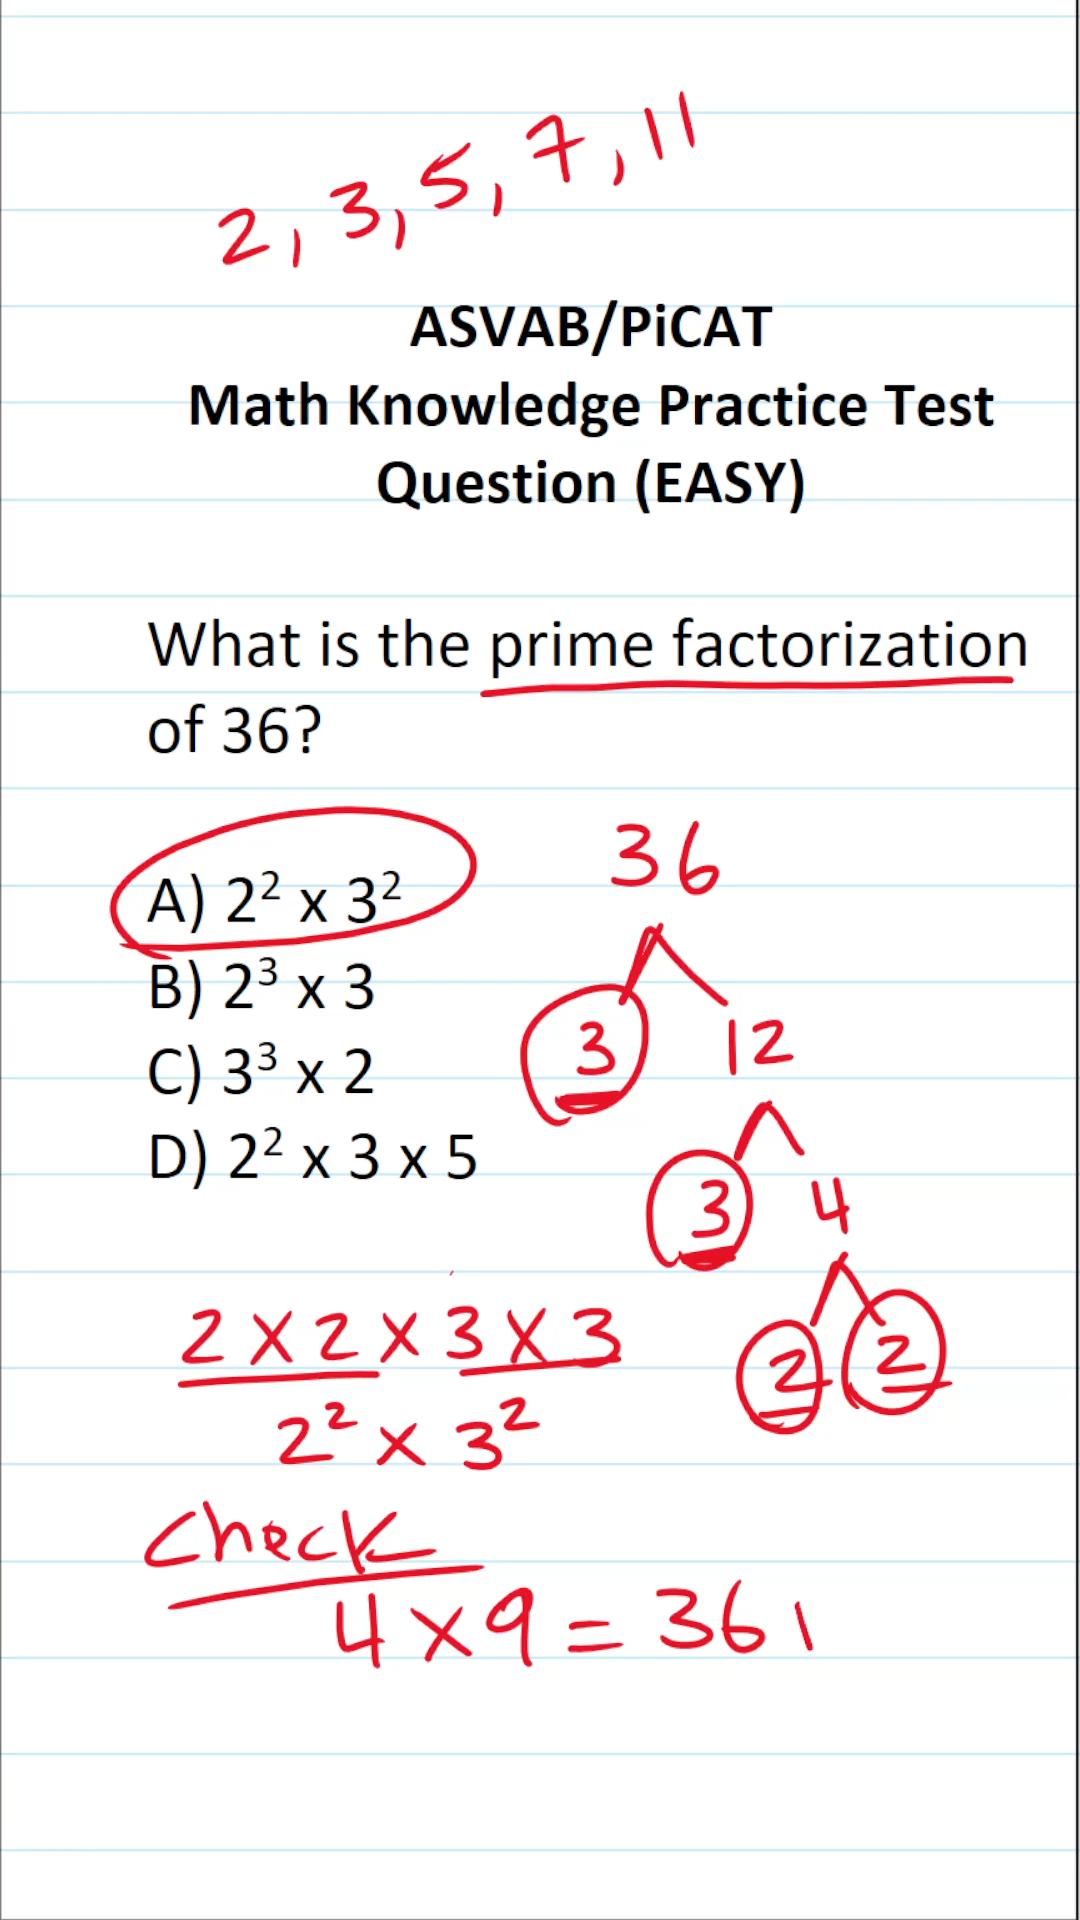 2, 3, 5, 7, 11
ASVAB/PiCAT
Math Knowledge Practice Test
Question (EASY)
What is the prime factorization
of 36?
36
A) 2² x 3²
B) 2³ x 3
3 12
C) 3³ x 2
D) 2² x 3 x 5
3 4
2 x 2 x 3 x 3
2 2
2² x 3²
Check
4 x 9 = 36